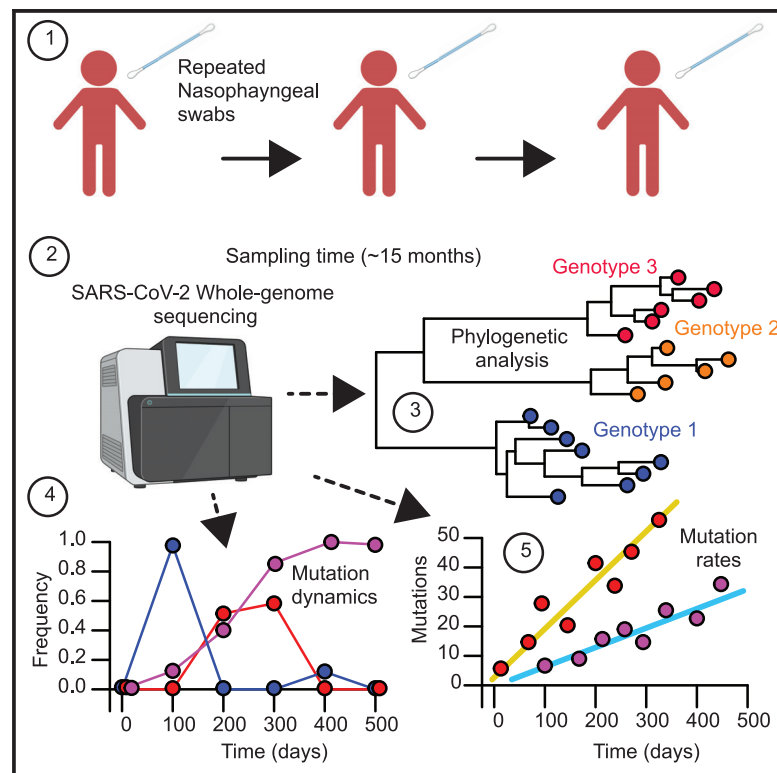 1
Repeated
Nasophayngeal
swabs
2
Sampling time (~15 months)
SARS-CoV-2 Whole-genome
sequencing
Genotype 3
Genotype 2
Phylogenetic
analysis
3
Genotype 1
4
1.0
0.8
0.6
0.4
0.2
0.0
Frequency
Mutation
dynamics
0 100 200 300 400 500
Time (days)
5
50
40
30
20
10
0
Mutations
Mutation
rates
0 100 200 300 400 500
Time (days)